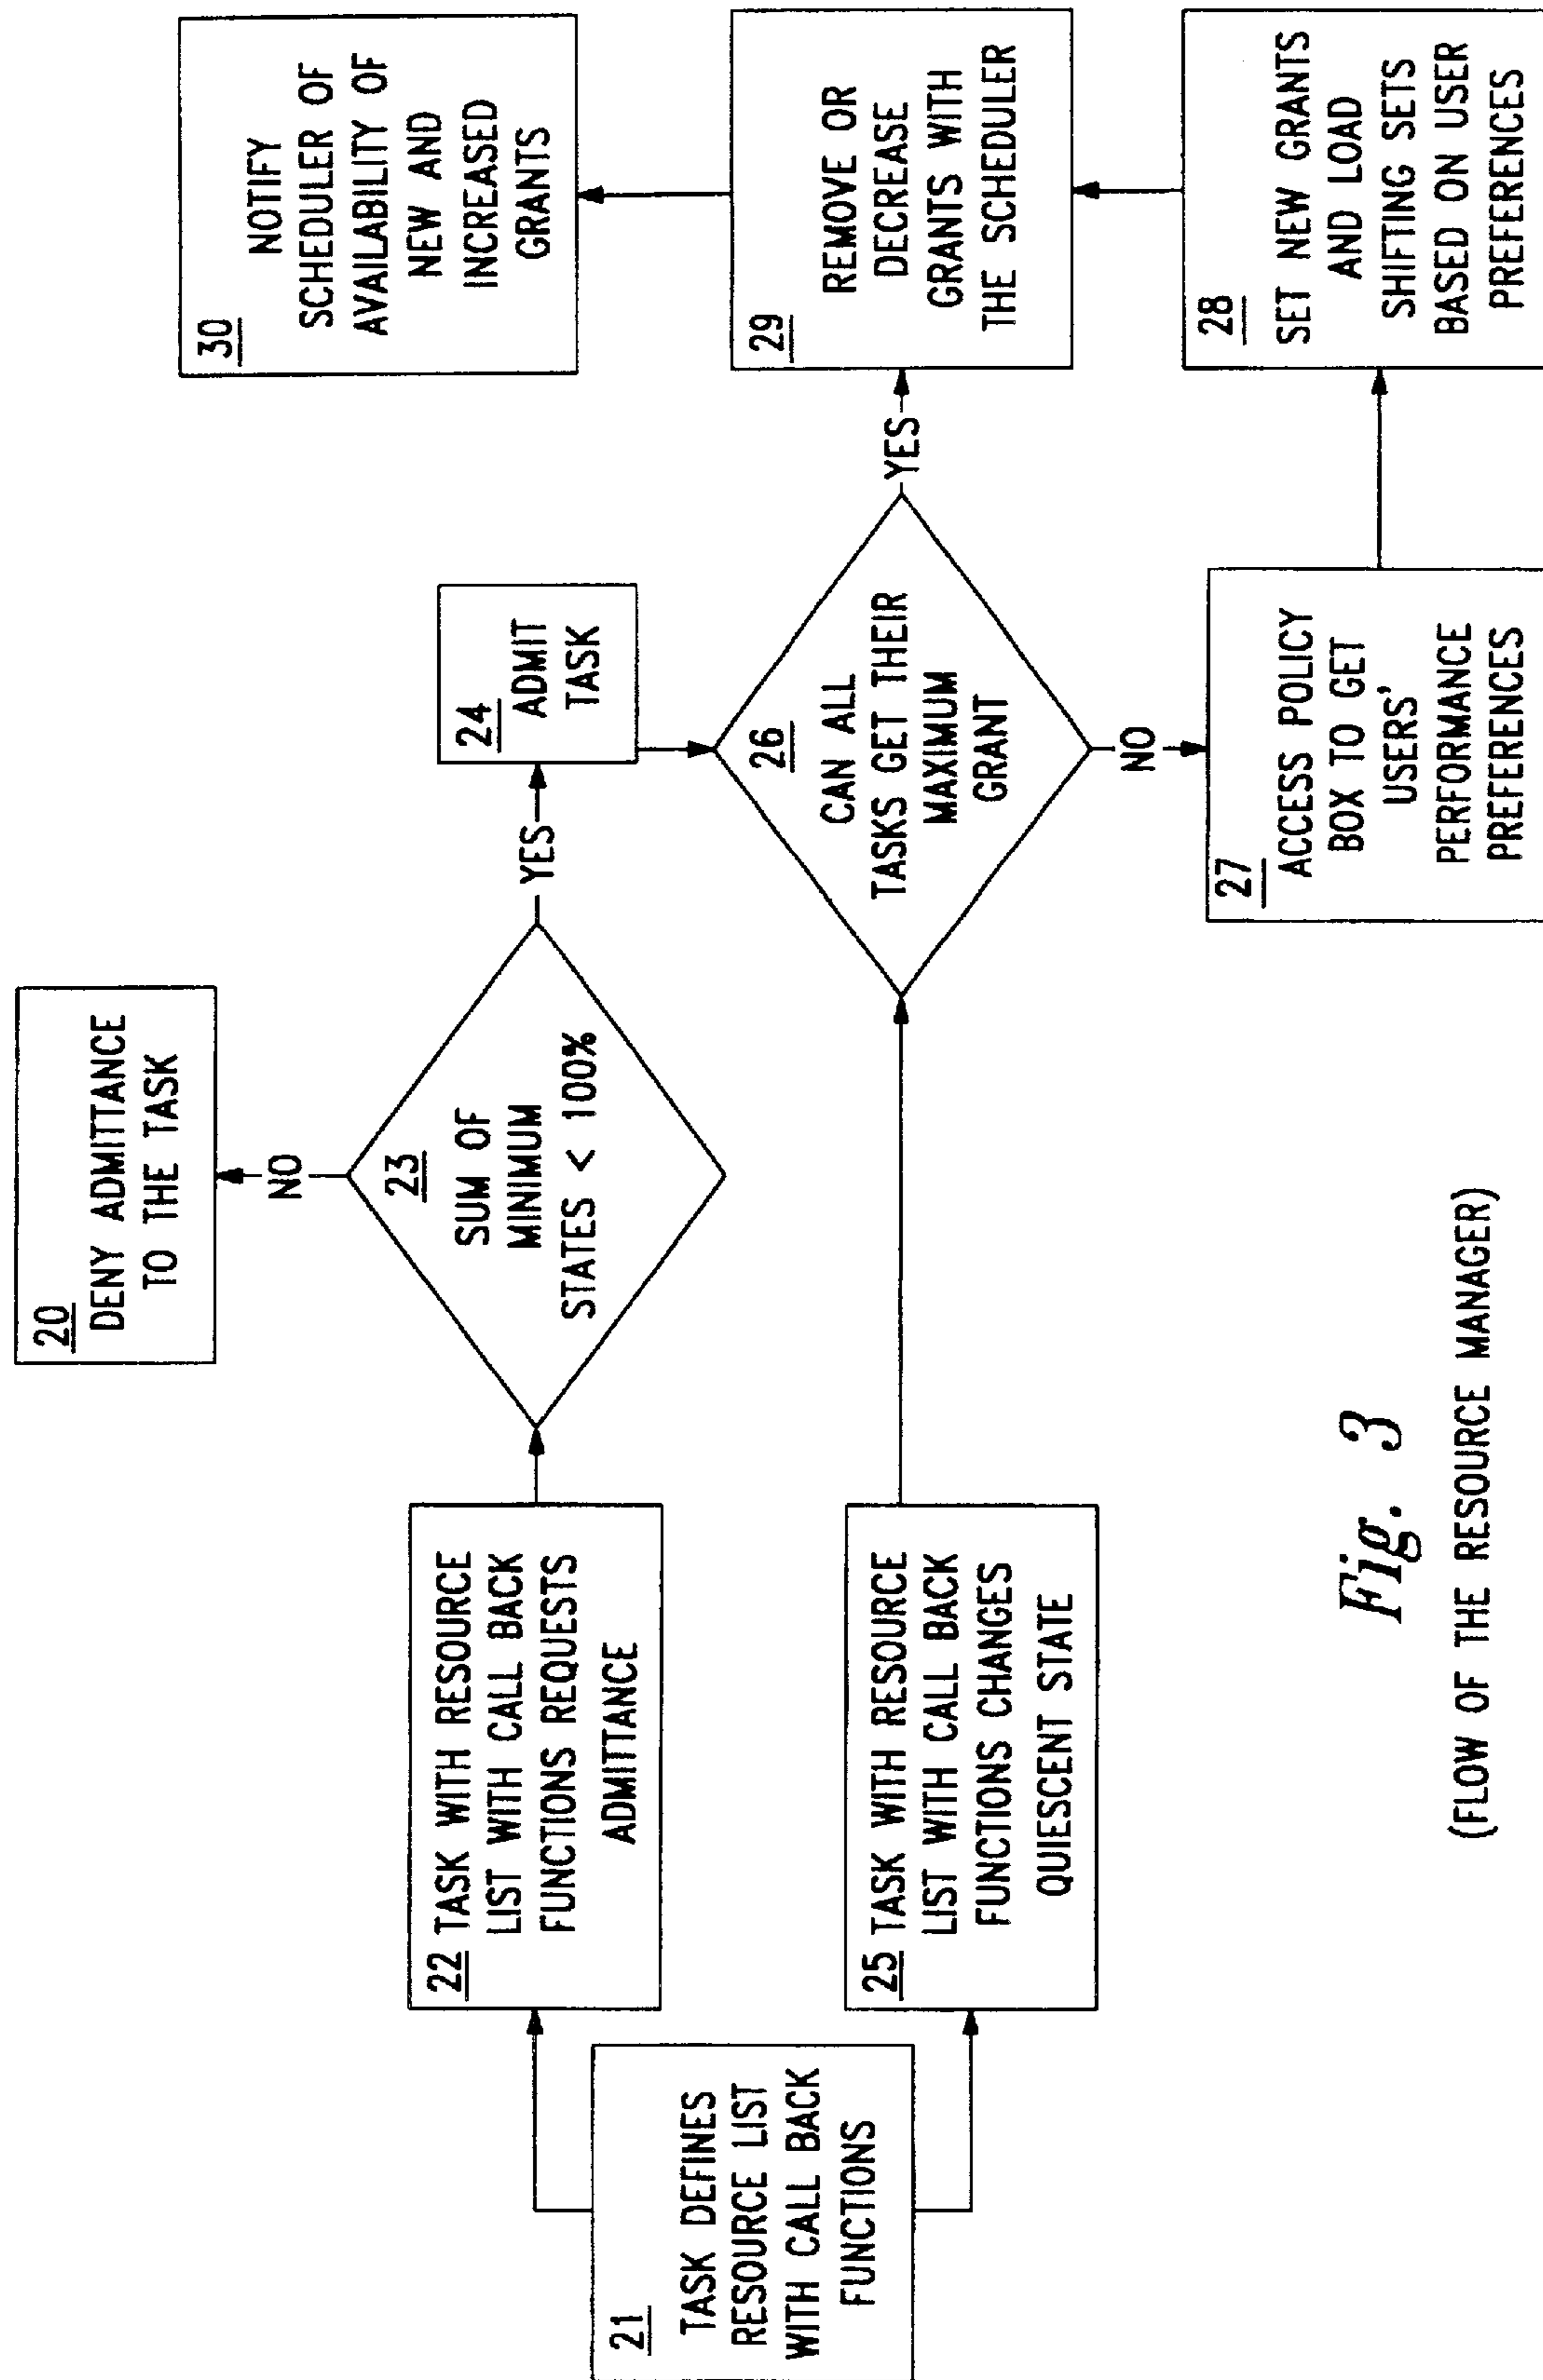 20
DENY ADMITTANCE
TO THE TASK
NO
21
TASK DEFINES
RESOURCE LIST
WITH CALL BACK
FUNCTIONS
22 TASK WITH RESOURCE
LIST WITH CALL BACK
FUNCTIONS REQUESTS
ADMITTANCE
23
SUM OF
MINIMUM
STATES < 100%
YES
24
ADMIT
TASK
25 TASK WITH RESOURCE
LIST WITH CALL BACK
FUNCTIONS CHANGES
QUIESCENT STATE
26
CAN ALL
TASKS GET THEIR
MAXIMUM
GRANT
YES
NO
27
ACCESS POLICY
BOX TO GET
USERS'
PERFORMANCE
PREFERENCES
28
SET NEW GRANTS
AND LOAD
SHIFTING SETS
BASED ON USER
PREFERENCES
29
REMOVE OR
DECREASE
GRANTS WITH
THE SCHEDULER
30
NOTIFY
SCHEDULER OF
AVAILABILITY OF
NEW AND
INCREASED
GRANTS
Fig. 3
(FLOW OF THE RESOURCE MANAGER)